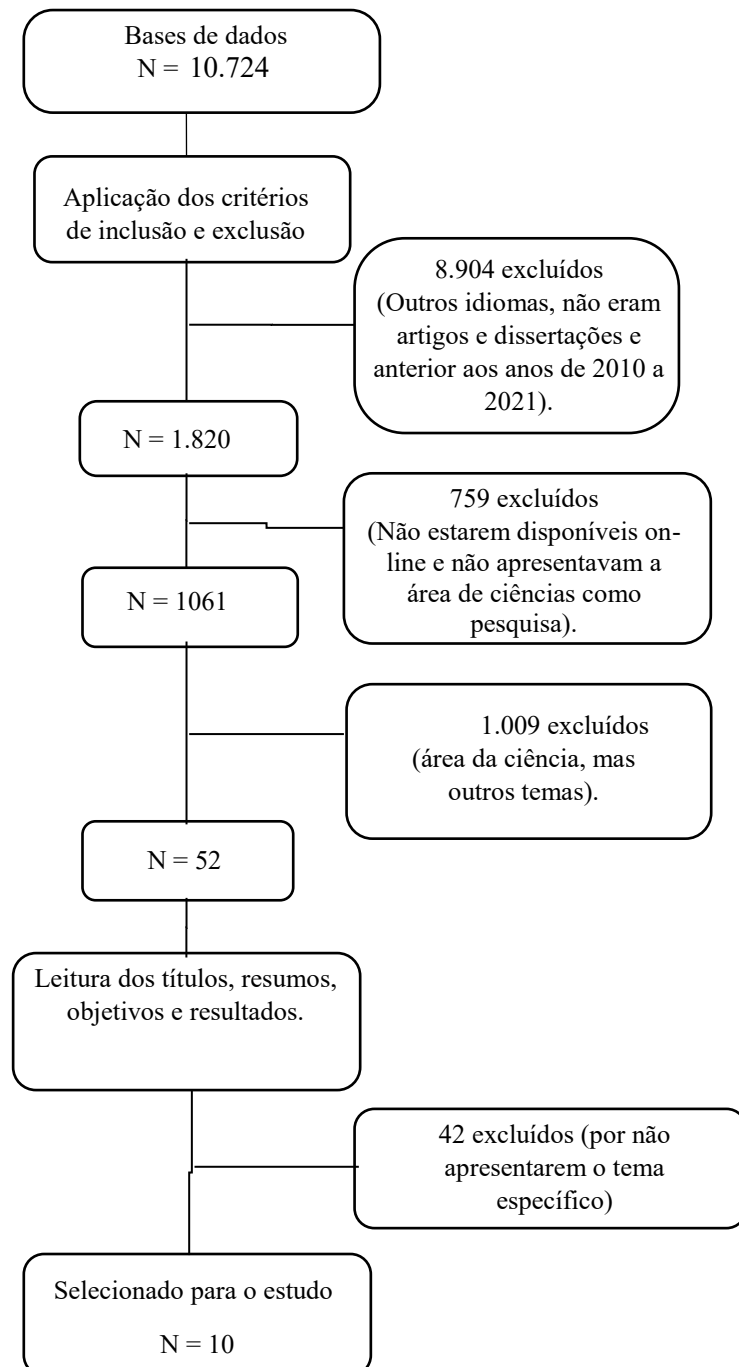 Bases de dados
N = 10.724
Aplicação dos critérios
de inclusão e exclusão
8.904 excluídos
(Outros idiomas, não eram
artigos e dissertações e
anterior aos anos de 2010 a
2021).
N = 1.820
759 excluídos
(Não estarem disponíveis on-
line e não apresentavam a
área de ciências como
pesquisa).
N = 1061
1.009 excluídos
(área da ciência, mas
outros temas).
N = 52
Leitura dos títulos, resumos,
objetivos e resultados.
42 excluídos (por não
apresentarem o tema
específico)
Selecionado para o estudo
N = 10